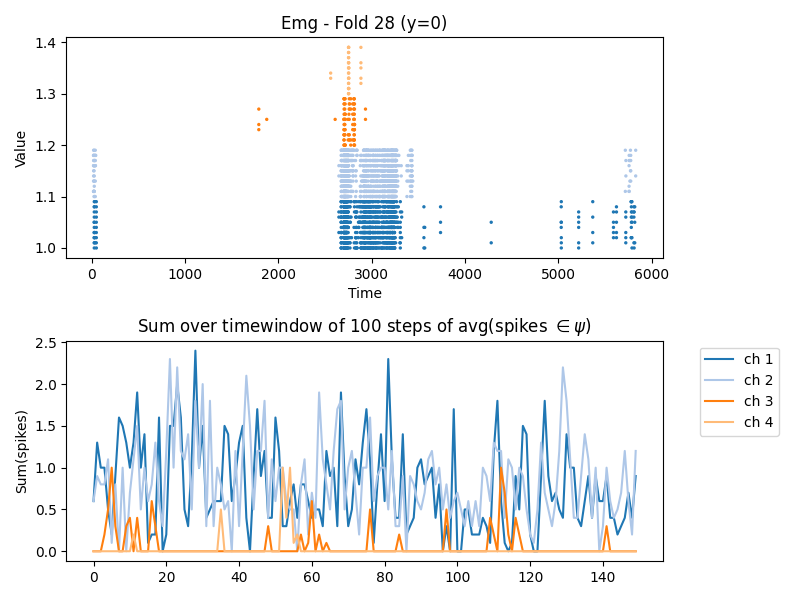 Emg - Fold 28 (y=0)
1.4
1.3
1.2
1.1
1.0
Value
0 1000 2000 3000 4000 5000 6000
Time
Sum over timewindow of 100 steps of avg(spikes ∈ ψ)
2.5
2.0
1.5
1.0
0.5
0.0
Sum(spikes)
0 20 40 60 80 100 120 140
ch 1
ch 2
ch 3
ch 4